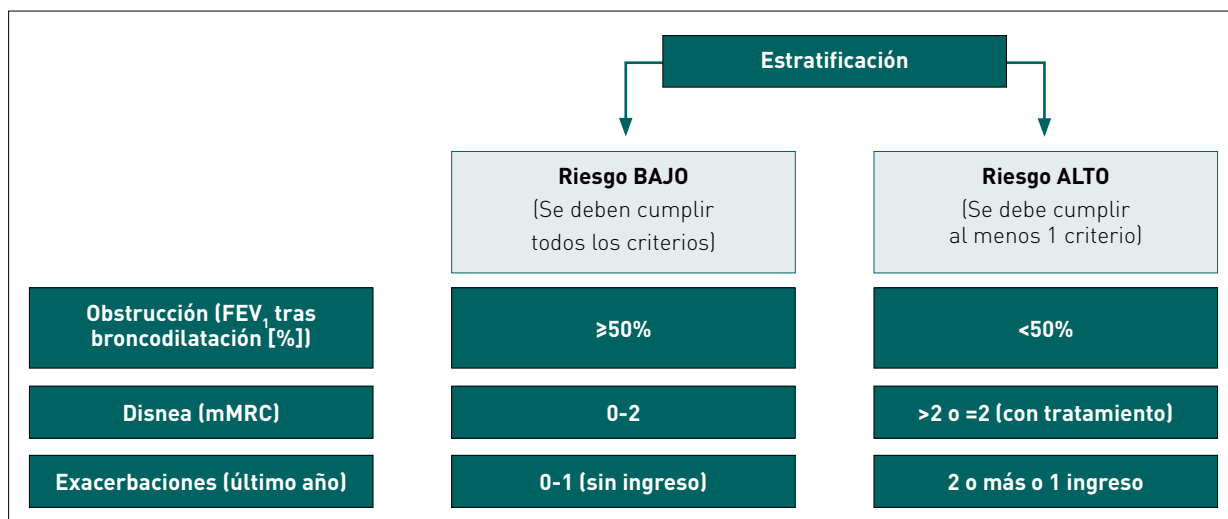 Estratificación
Riesgo BAJO
(Se deben cumplir
todos los criterios)
Riesgo ALTO
(Se debe cumplir
al menos 1 criterio)
Obstrucción (FEV₁ tras
broncodilatación [%])
≥50%
<50%
Disnea (mMRC)
0-2
>2 o =2 (con tratamiento)
Exacerbaciones (último año)
0-1 (sin ingreso)
2 o más o 1 ingreso